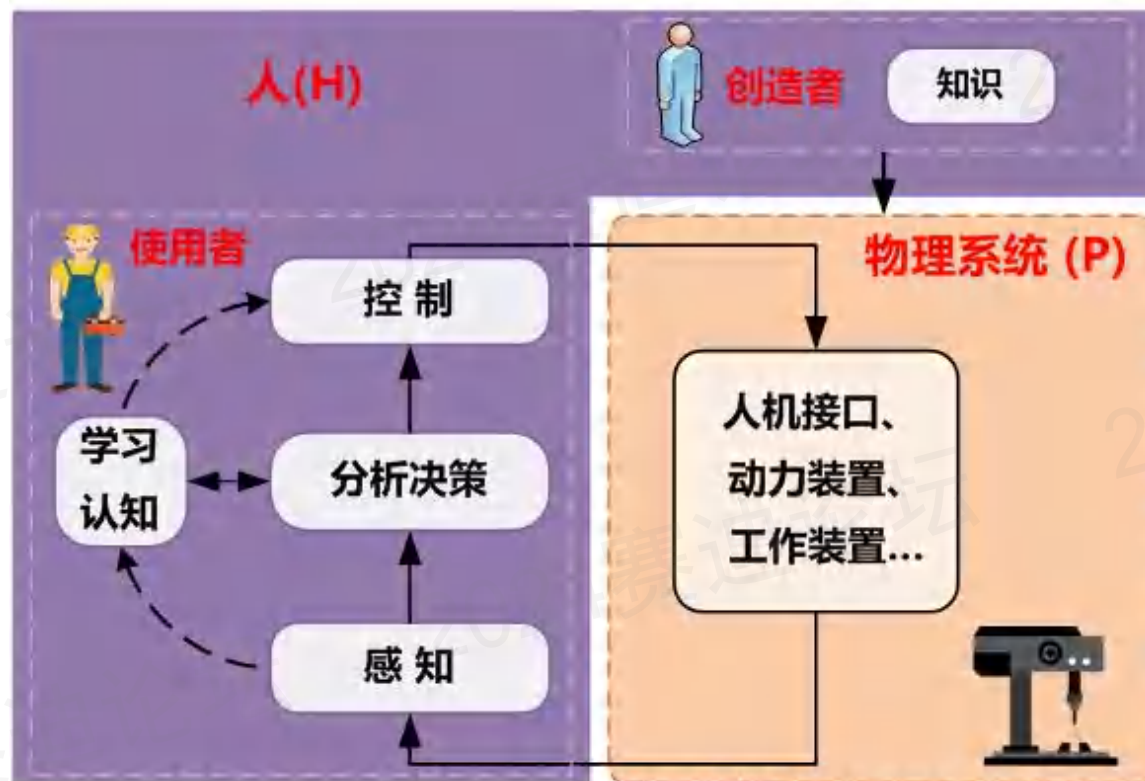 人(H)
创造者
知识
使用者
控 制
物理系统 (P)
学习
认知
分析决策
人机接口、
动力装置、
工作装置...
感 知